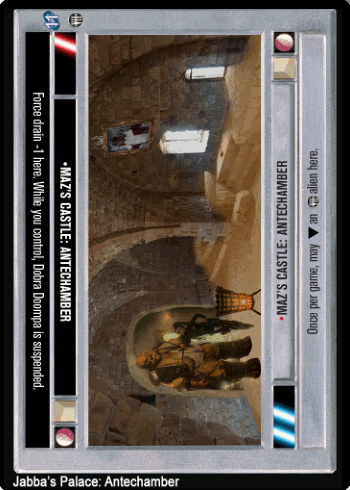 •MAZ'S CASTLE: ANTECHAMBER
Force drain -1 here. While you control, Dobra Doompa is suspended.
•MAZ'S CASTLE: ANTECHAMBER
Once per game, may ▼ an alien here.
Jabba's Palace: Antechamber